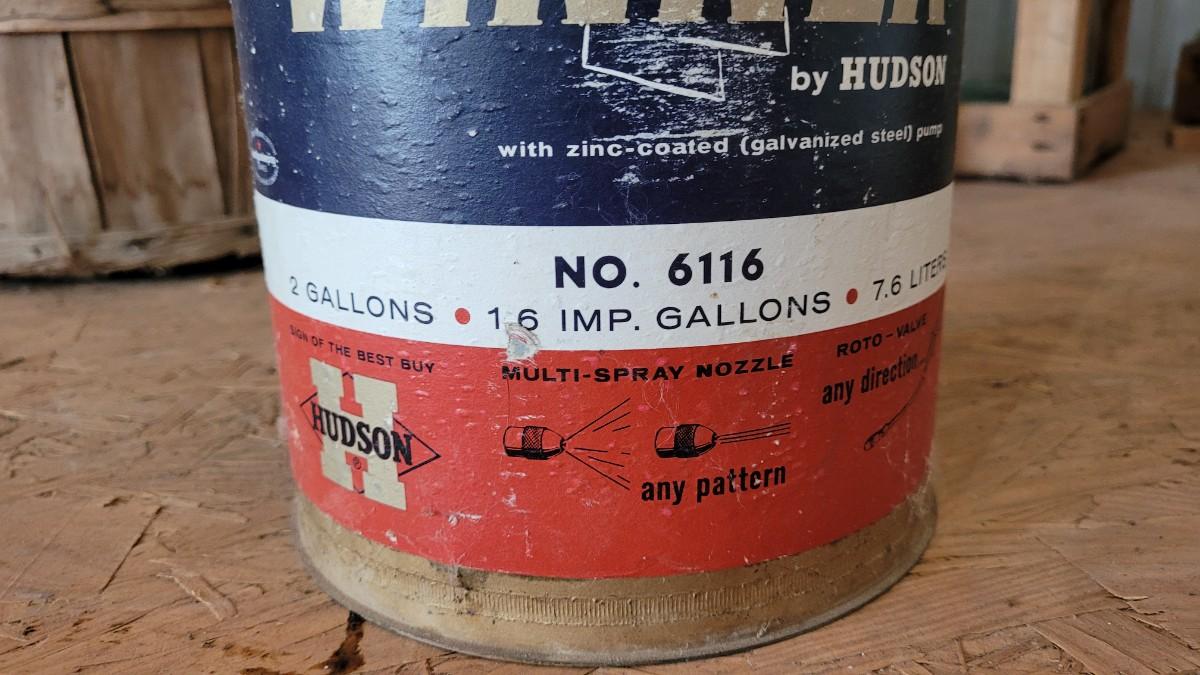 WINNER
by HUDSON
with zinc-coated (galvanized steel) pump
NO. 6116
2 GALLONS • 1.6 IMP. GALLONS • 7.6 LITERS
SIGN OF THE BEST BUY
H
HUDSON
®
MULTI-SPRAY NOZZLE
any pattern
ROTO-VALVE
any direction